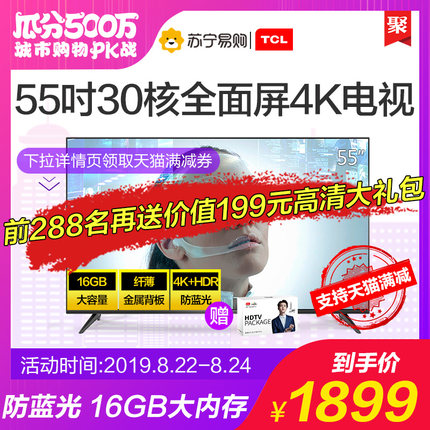 瓜分500万
城市购物PK战
苏宁易购 TCL
聚
55吋30核全面屏4K电视
下拉详情页领取天猫满减券
55"
前288名再送价值199元高清大礼包
16GB
大容量
纤薄
金属背板
4K+HDR
防蓝光
赠
HDTV
PACKAGE
支持天猫满减
活动时间:2019.8.22-8.24
到手价
防蓝光 16GB大内存
¥1899